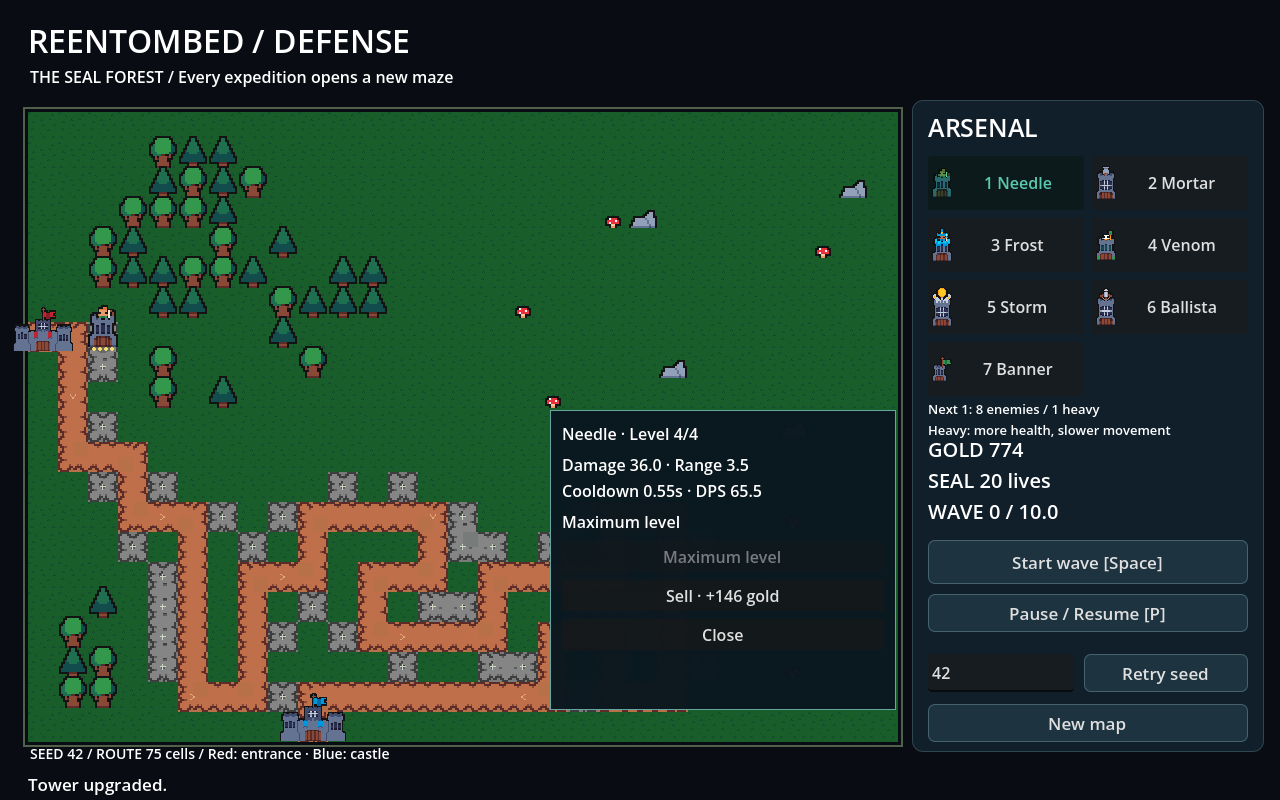 REENTOMBED / DEFENSE
THE SEAL FOREST / Every expedition opens a new maze
ARSENAL
1 Needle
2 Mortar
3 Frost
4 Venom
5 Storm
6 Ballista
7 Banner
Next 1: 8 enemies / 1 heavy
Heavy: more health, slower movement
GOLD 774
SEAL 20 lives
WAVE 0 / 10.0
Start wave [Space]
Pause / Resume [P]
42
Retry seed
New map
Needle · Level 4/4
Damage 36.0 · Range 3.5
Cooldown 0.55s · DPS 65.5
Maximum level
Maximum level
Sell · +146 gold
Close
SEED 42 / ROUTE 75 cells / Red: entrance · Blue: castle
Tower upgraded.